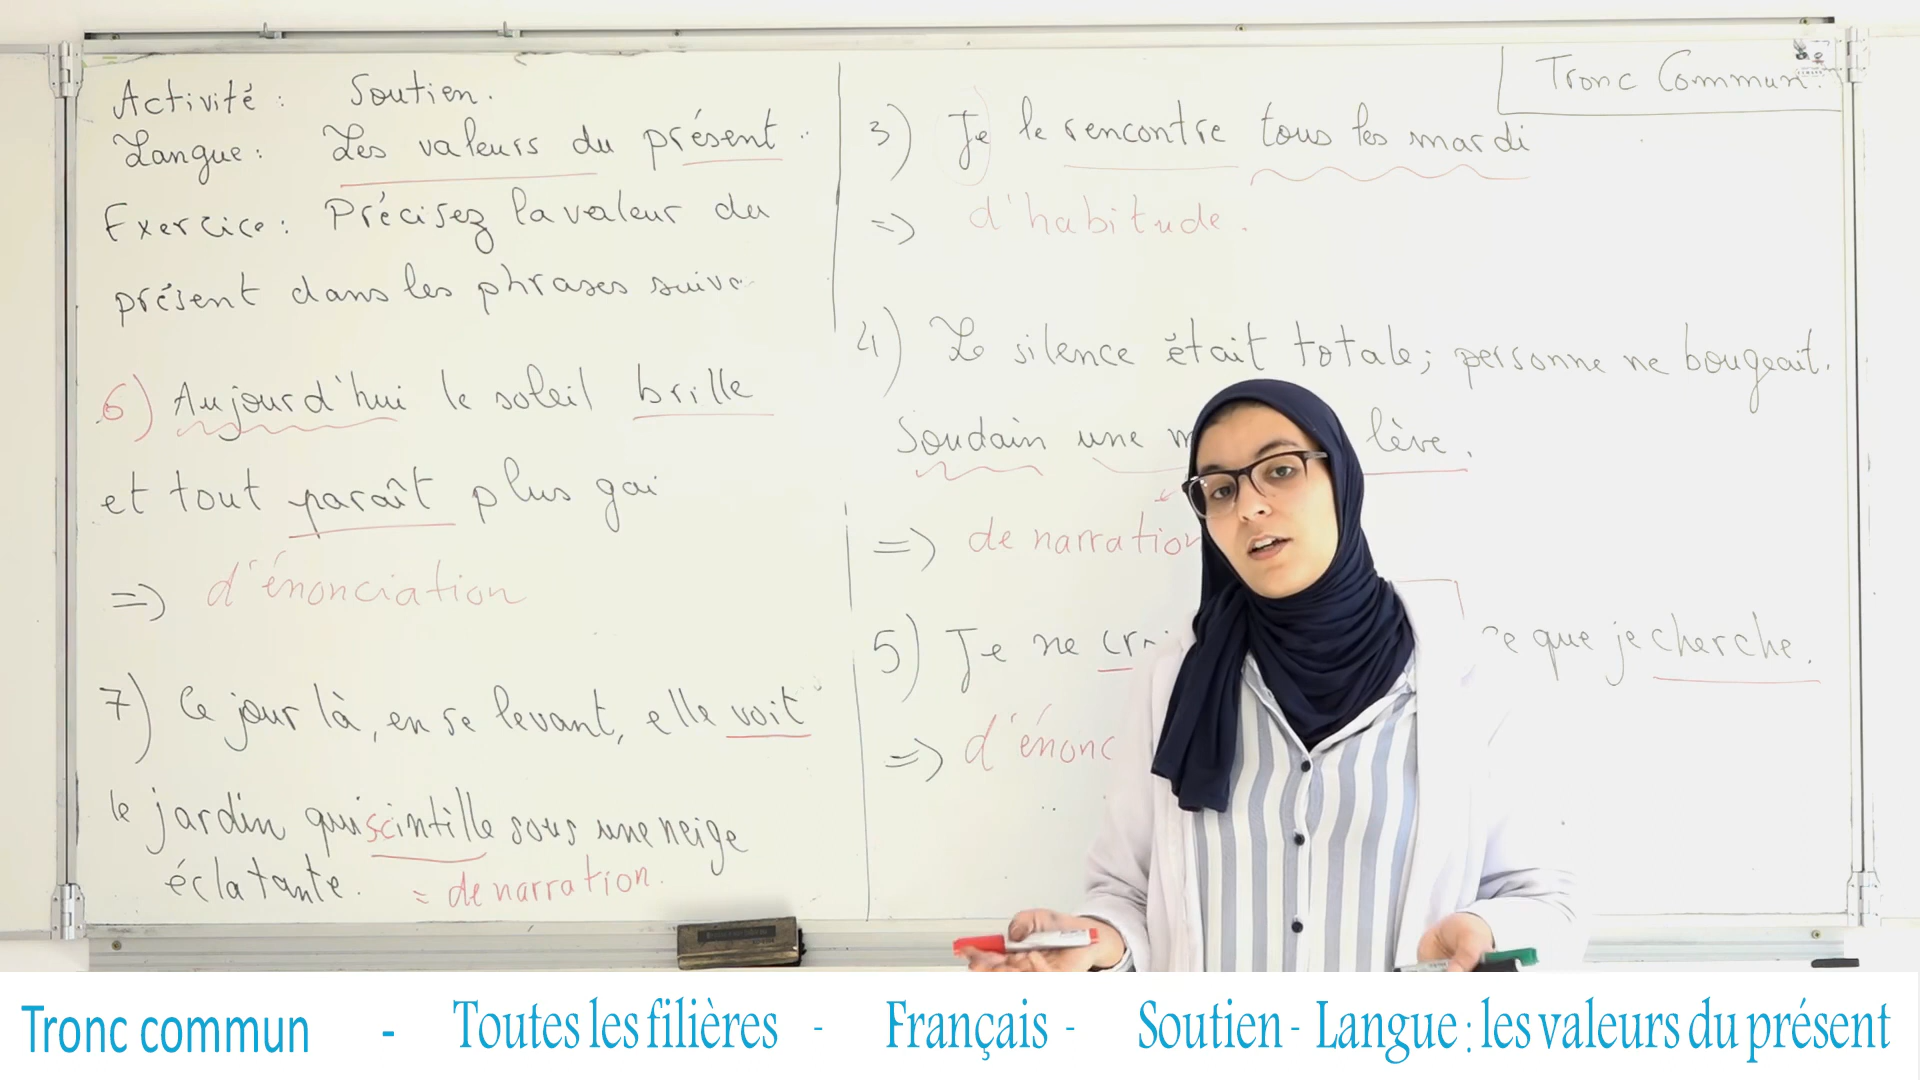 Activité : Soutien.
Langue : Les valeurs du présent
Exercice : Précisez la valeur du
présent dans les phrases
6) Aujourd'hui le soleil brille
et tout paraît plus gai
=> d'énonciation
7) Ce jour là, en se levant, elle voit
le jardin qui scintille sous une neige
éclatante. = de narration.
Tronc Commun.
3) Je le rencontre tous les mardi
=> d'habitude.
4) Le silence était totale; personne ne bougeait.
Soudain une lève.
=> de narration
5) Je ne que je cherche.
=> d'énonc
Tronc commun - Toutes les filières - Français - Soutien - Langue : les valeurs du présent